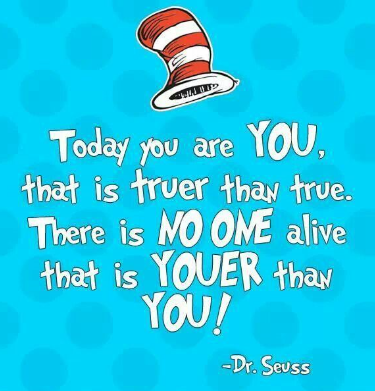 Today you are YOU,
that is truer than true.
There is NO ONE alive
that is YOUER than
YOU!
-Dr. Seuss